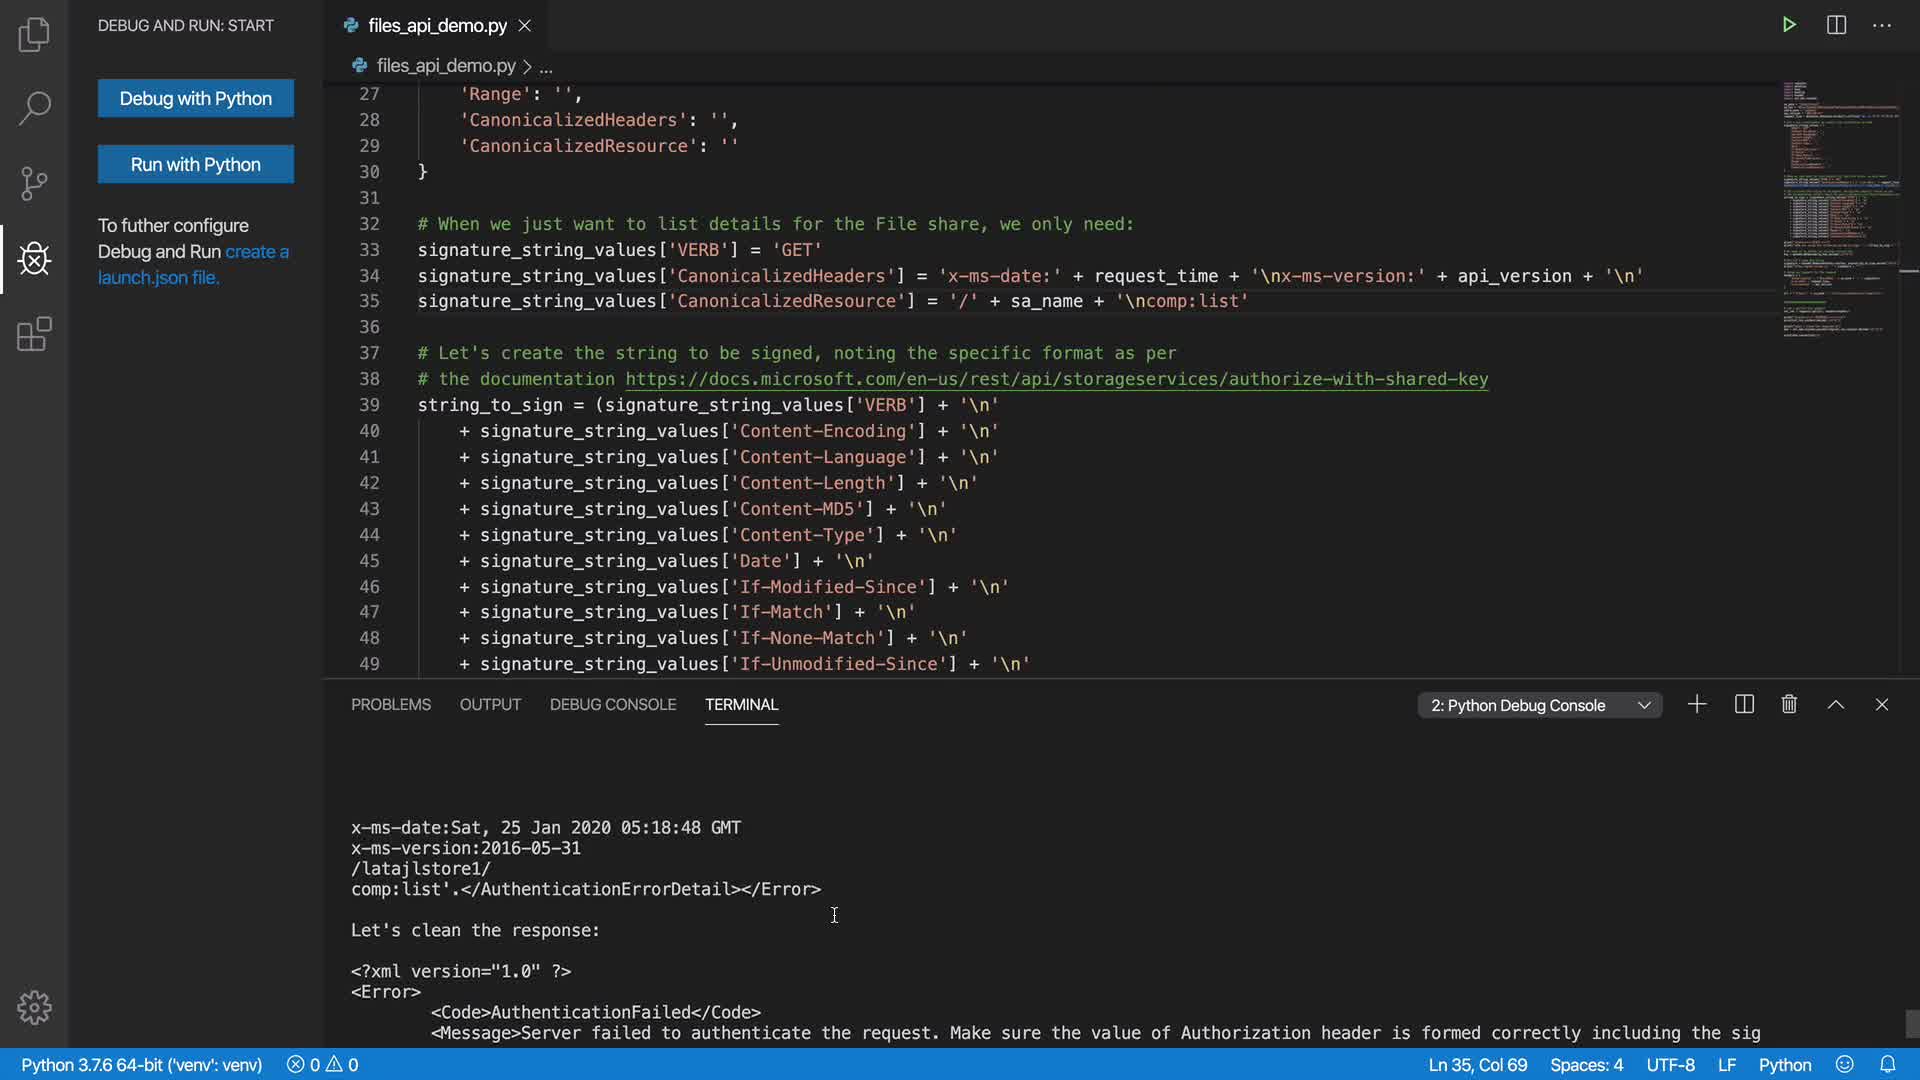 DEBUG AND RUN: START
Debug with Python
Run with Python
To futher configure
Debug and Run create a
launch.json file.
files_api_demo.py
files_api_demo.py > ...
27 'Range': '',
28 'CanonicalizedHeaders': '',
29 'CanonicalizedResource': ''
30 }
31
32 # When we just want to list details for the File share, we only need:
33 signature_string_values['VERB'] = 'GET'
34 signature_string_values['CanonicalizedHeaders'] = 'x-ms-date:' + request_time + '\nx-ms-version:' + api_version + '\n'
35 signature_string_values['CanonicalizedResource'] = '/' + sa_name + '\ncomp:list'
36
37 # Let's create the string to be signed, noting the specific format as per
38 # the documentation https://docs.microsoft.com/en-us/rest/api/storageservices/authorize-with-shared-key
39 string_to_sign = (signature_string_values['VERB'] + '\n'
40 + signature_string_values['Content-Encoding'] + '\n'
41 + signature_string_values['Content-Language'] + '\n'
42 + signature_string_values['Content-Length'] + '\n'
43 + signature_string_values['Content-MD5'] + '\n'
44 + signature_string_values['Content-Type'] + '\n'
45 + signature_string_values['Date'] + '\n'
46 + signature_string_values['If-Modified-Since'] + '\n'
47 + signature_string_values['If-Match'] + '\n'
48 + signature_string_values['If-None-Match'] + '\n'
49 + signature_string_values['If-Unmodified-Since'] + '\n'
PROBLEMS OUTPUT DEBUG CONSOLE TERMINAL 2: Python Debug Console
x-ms-date:Sat, 25 Jan 2020 05:18:48 GMT
x-ms-version:2016-05-31
/latajlstore1/
comp:list'.</AuthenticationErrorDetail></Error>
Let's clean the response:
<?xml version="1.0" ?>
<Error>
<Code>AuthenticationFailed</Code>
<Message>Server failed to authenticate the request. Make sure the value of Authorization header is formed correctly including the sig
Python 3.7.6 64-bit ('venv': venv) 0 0 Ln 35, Col 69 Spaces: 4 UTF-8 LF Python